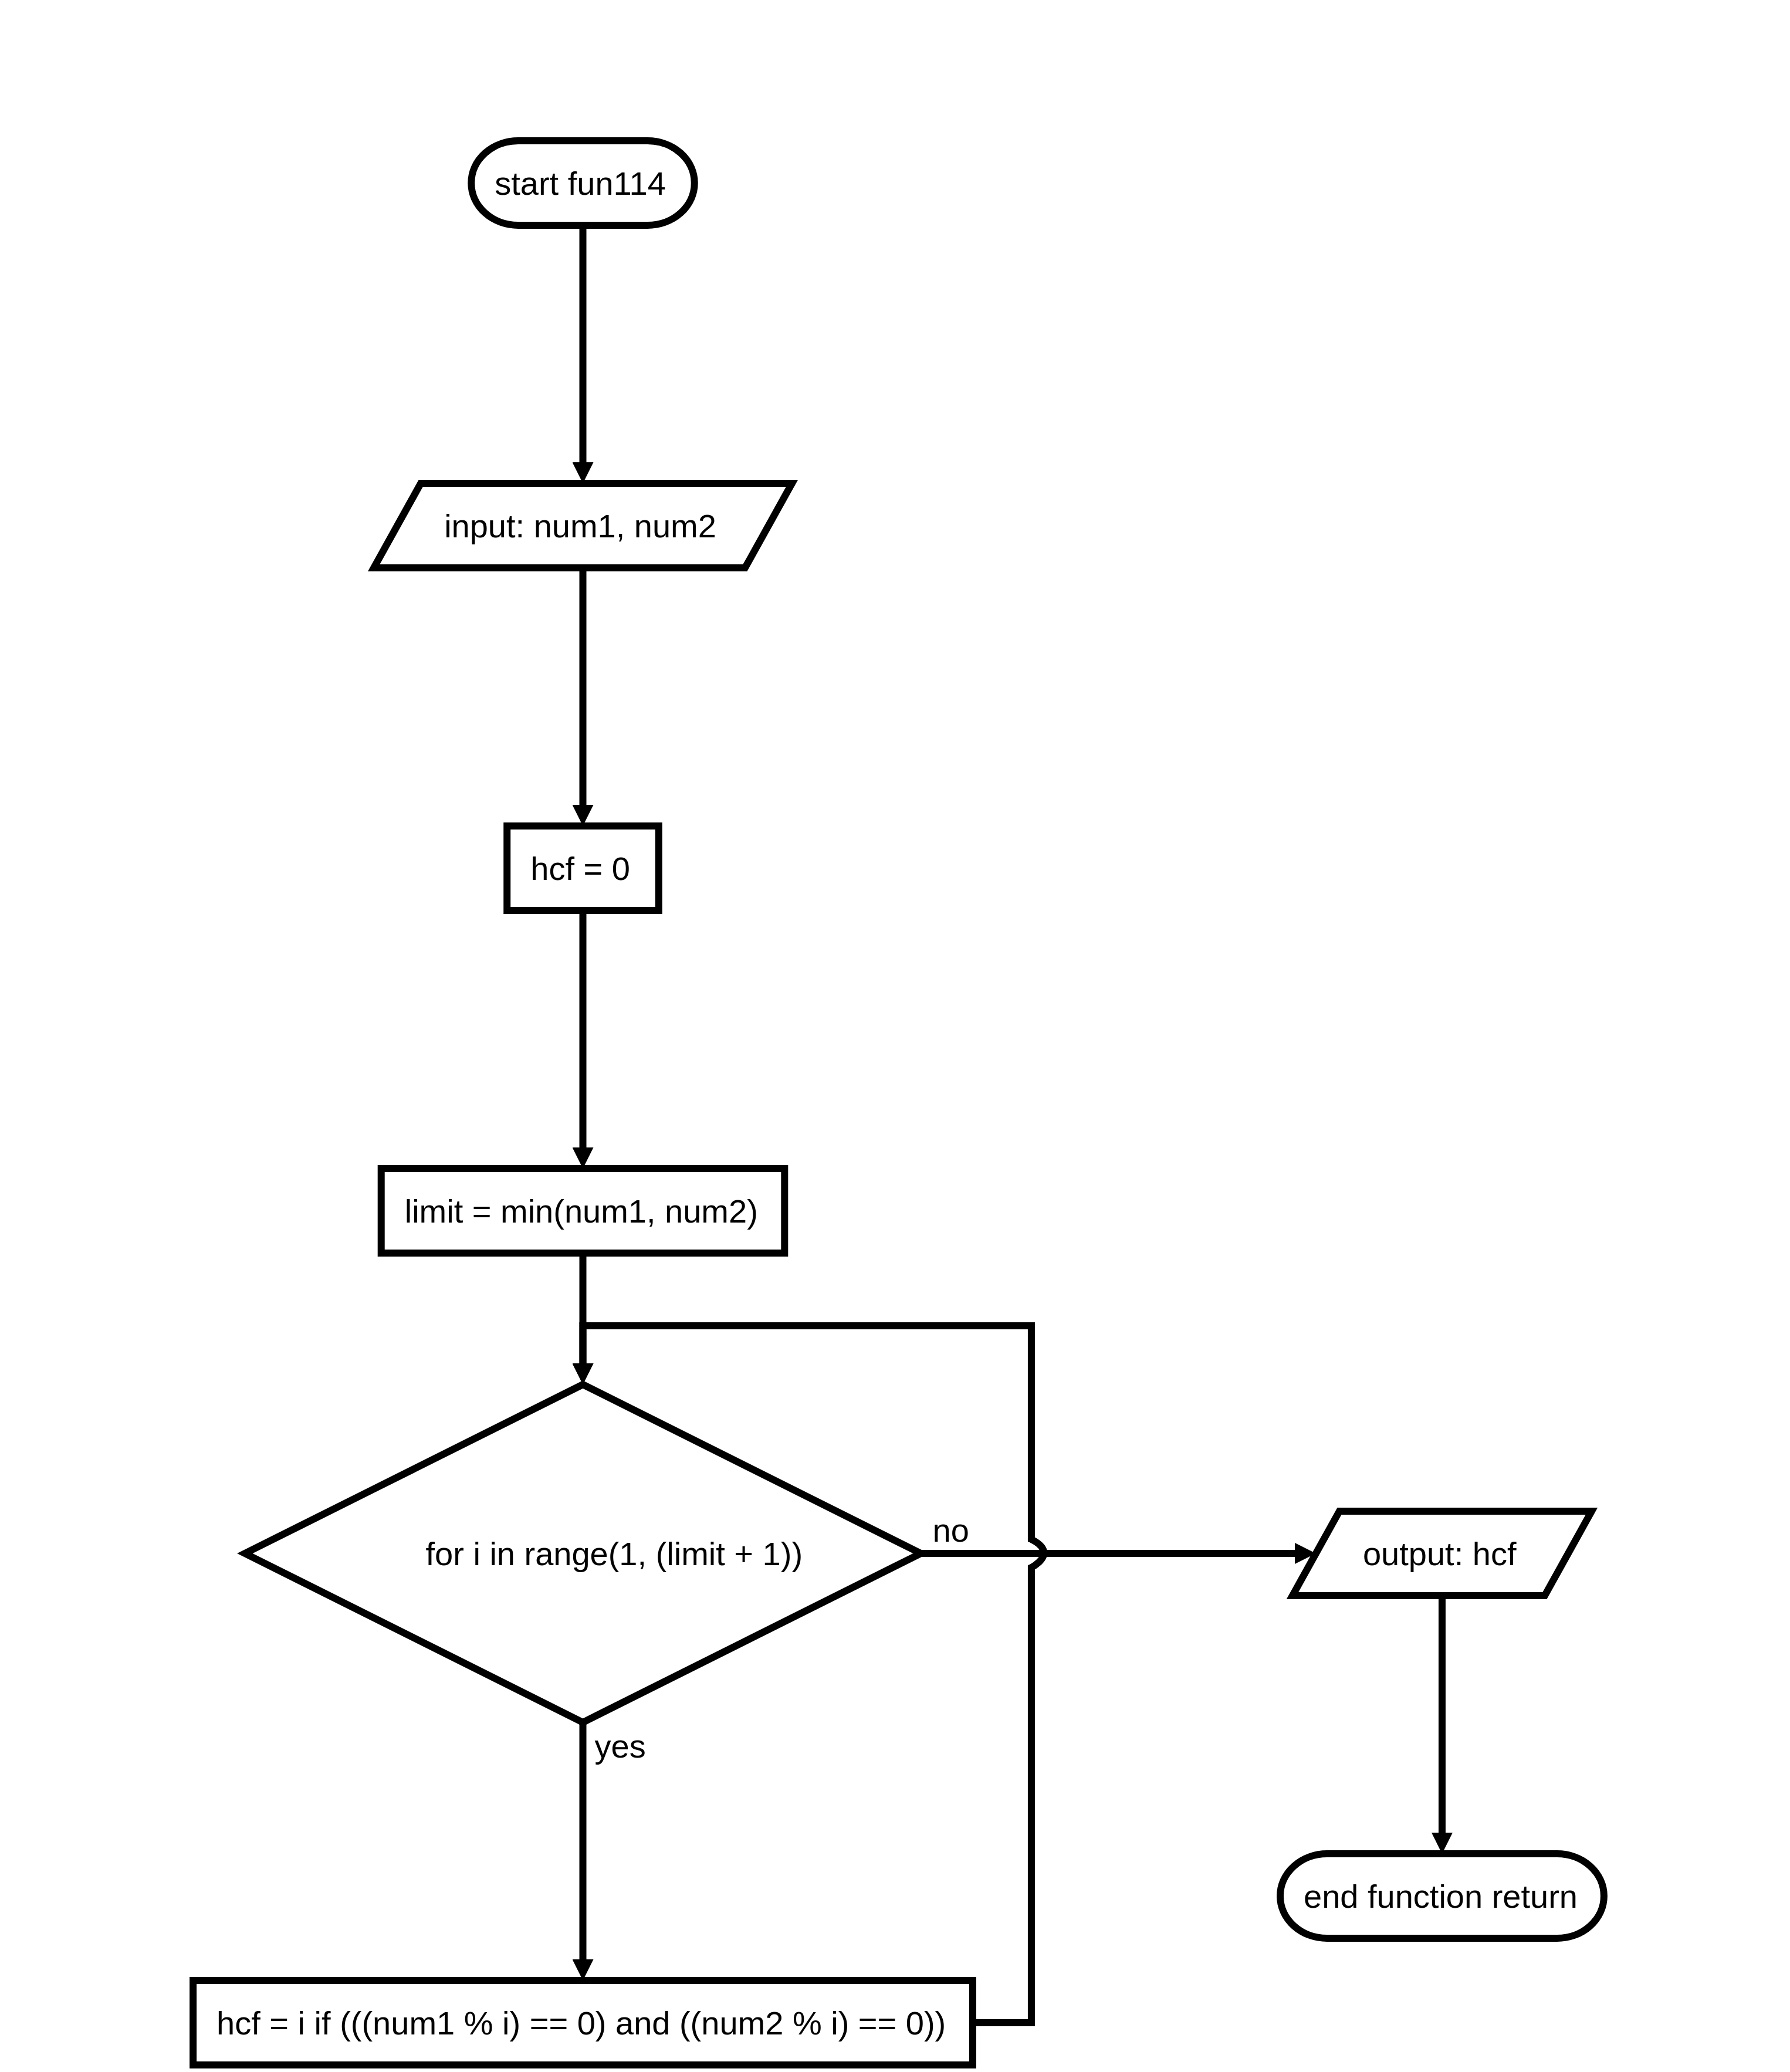 start fun114
input: num1, num2
hcf = 0
limit = min(num1, num2)
for i in range(1, (limit + 1))
no
output: hcf
yes
end function return
hcf = i if (((num1 % i) == 0) and ((num2 % i) == 0))